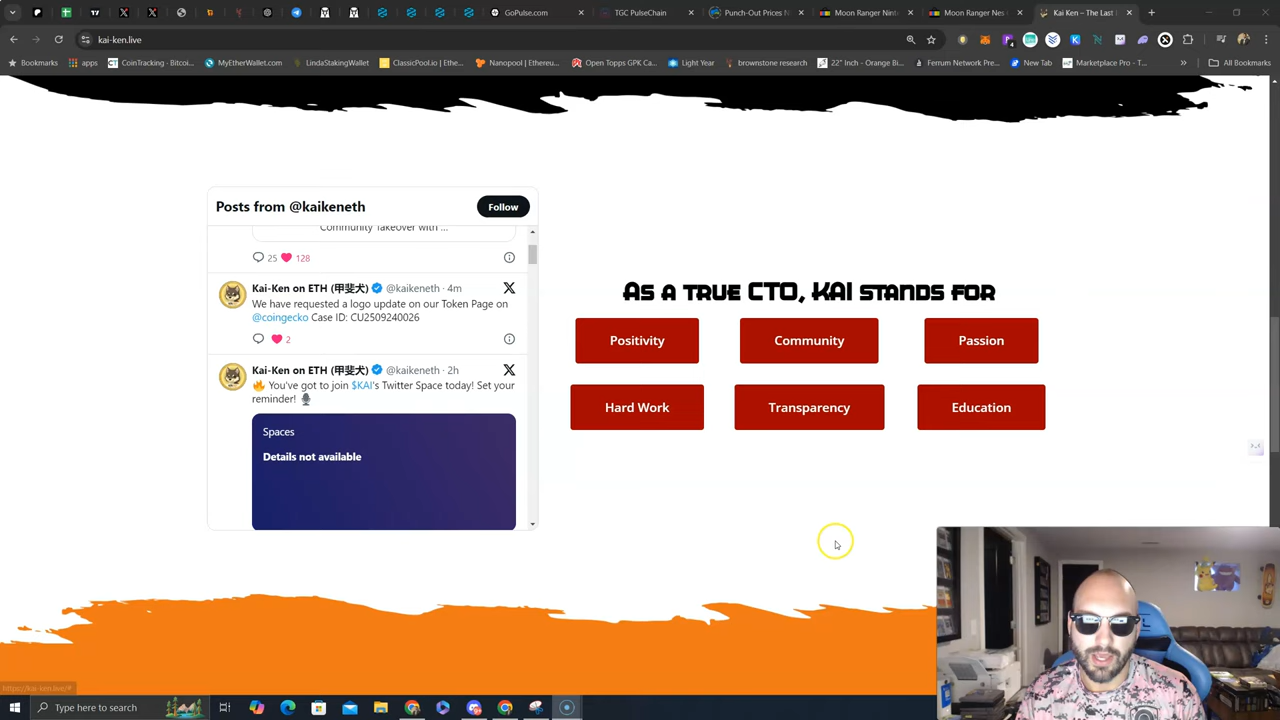 GoPulse.com
TGC PulseChain
Punch-Out Prices N
Moon Ranger Nint
Moon Ranger Nes
Kai Ken – The Last
kai-ken.live
Bookmarks
apps
CoinTracking · Bitcoi...
MyEtherWallet.com
LindaStakingWallet
ClassicPool.io | Ethe...
Nanopool | Ethereu...
Open Topps GPK Ca...
Light Year
brownstone research
22" Inch - Orange Bi...
Ferrum Network Pre...
New Tab
Marketplace Pro - T...
All Bookmarks
Posts from @kaikeneth
Follow
Community Takeover with ...
25
128
Kai-Ken on ETH (甲斐犬) @kaikeneth · 4m
We have requested a logo update on our Token Page on
@coingecko Case ID: CU2509240026
2
Kai-Ken on ETH (甲斐犬) @kaikeneth · 2h
🔥 You've got to join $KAI's Twitter Space today! Set your
reminder! 🎙️
Spaces
Details not available
As a true CTO, KAI stands for
Positivity
Community
Passion
Hard Work
Transparency
Education
https://kai-ken.live/#
Type here to search